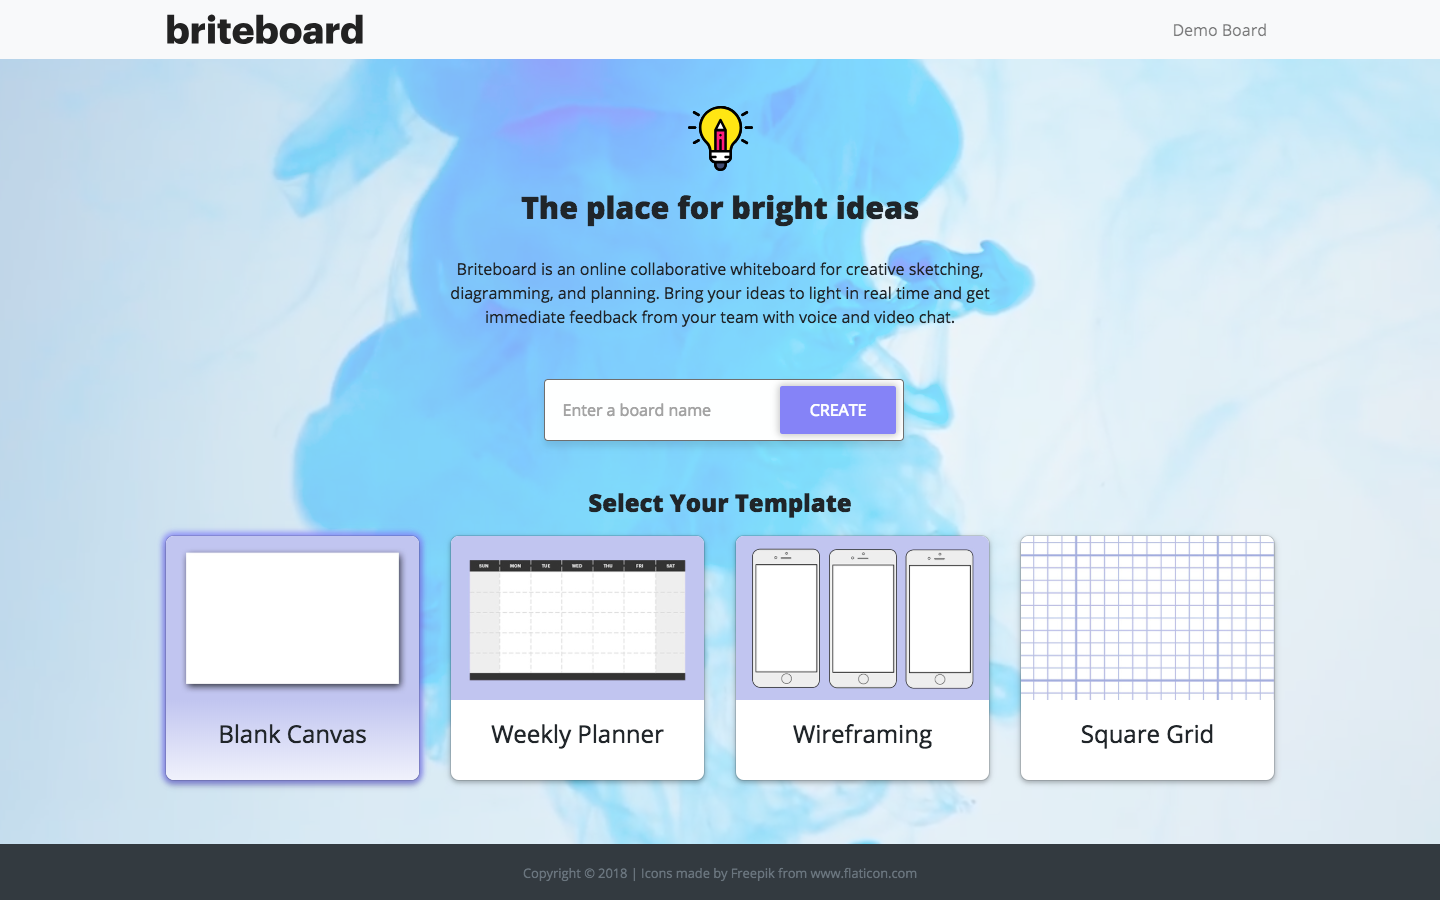 briteboard
Demo Board
The place for bright ideas
Briteboard is an online collaborative whiteboard for creative sketching,
diagramming, and planning. Bring your ideas to light in real time and get
immediate feedback from your team with voice and video chat.
Enter a board name
CREATE
Select Your Template
SUN MON TUE WED THU FRI SAT
Blank Canvas
Weekly Planner
Wireframing
Square Grid
Copyright © 2018 | Icons made by Freepik from www.flaticon.com